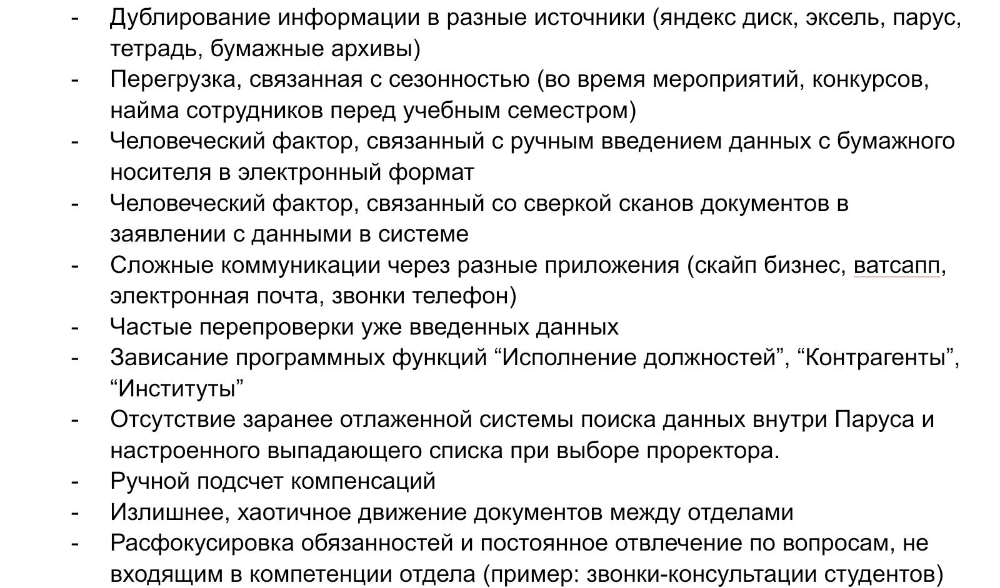 - Дублирование информации в разные источники (яндекс диск, эксель, парус,
тетрадь, бумажные архивы)
- Перегрузка, связанная с сезонностью (во время мероприятий, конкурсов,
найма сотрудников перед учебным семестром)
- Человеческий фактор, связанный с ручным введением данных с бумажного
носителя в электронный формат
- Человеческий фактор, связанный со сверкой сканов документов в
заявлении с данными в системе
- Сложные коммуникации через разные приложения (скайп бизнес, ватсапп,
электронная почта, звонки телефон)
- Частые перепроверки уже введенных данных
- Зависание программных функций “Исполнение должностей”, “Контрагенты”,
“Институты”
- Отсутствие заранее отлаженной системы поиска данных внутри Паруса и
настроенного выпадающего списка при выборе проректора.
- Ручной подсчет компенсаций
- Излишнее, хаотичное движение документов между отделами
- Расфокусировка обязанностей и постоянное отвлечение по вопросам, не
входящим в компетенции отдела (пример: звонки-консультации студентов)